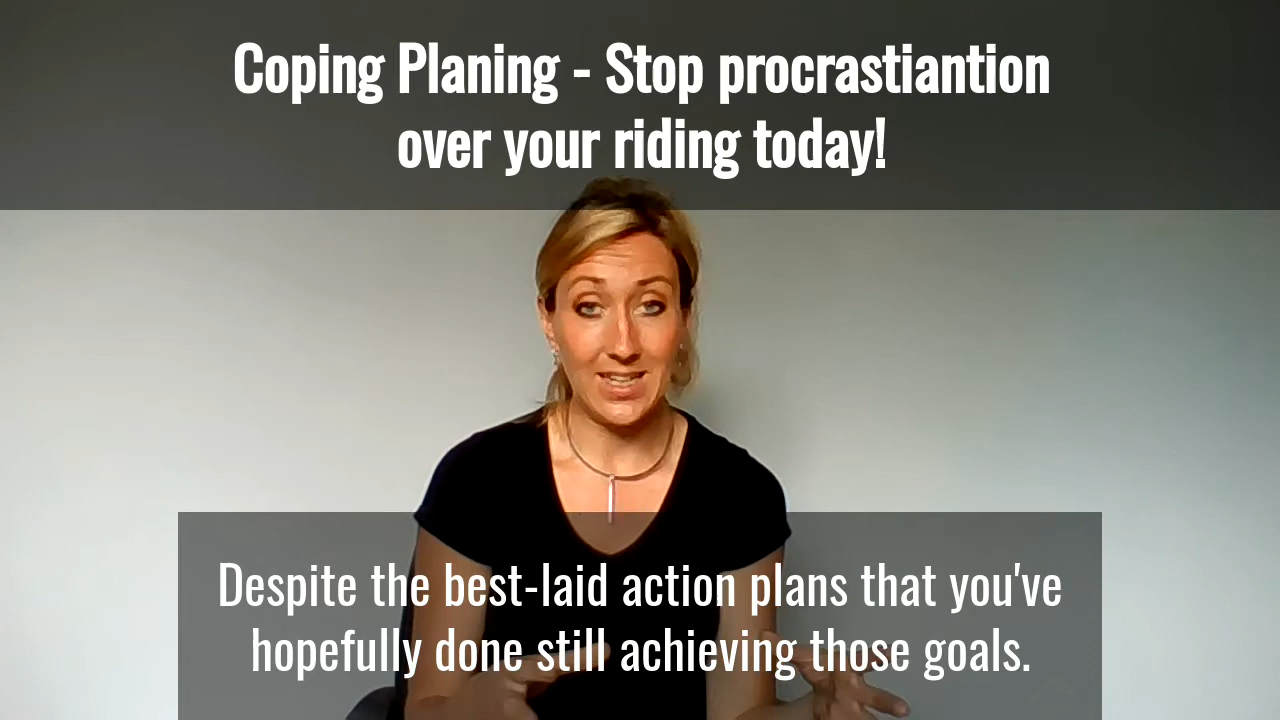 Coping Planing - Stop procrastiantion
over your riding today!
Despite the best-laid action plans that you've
hopefully done still achieving those goals.